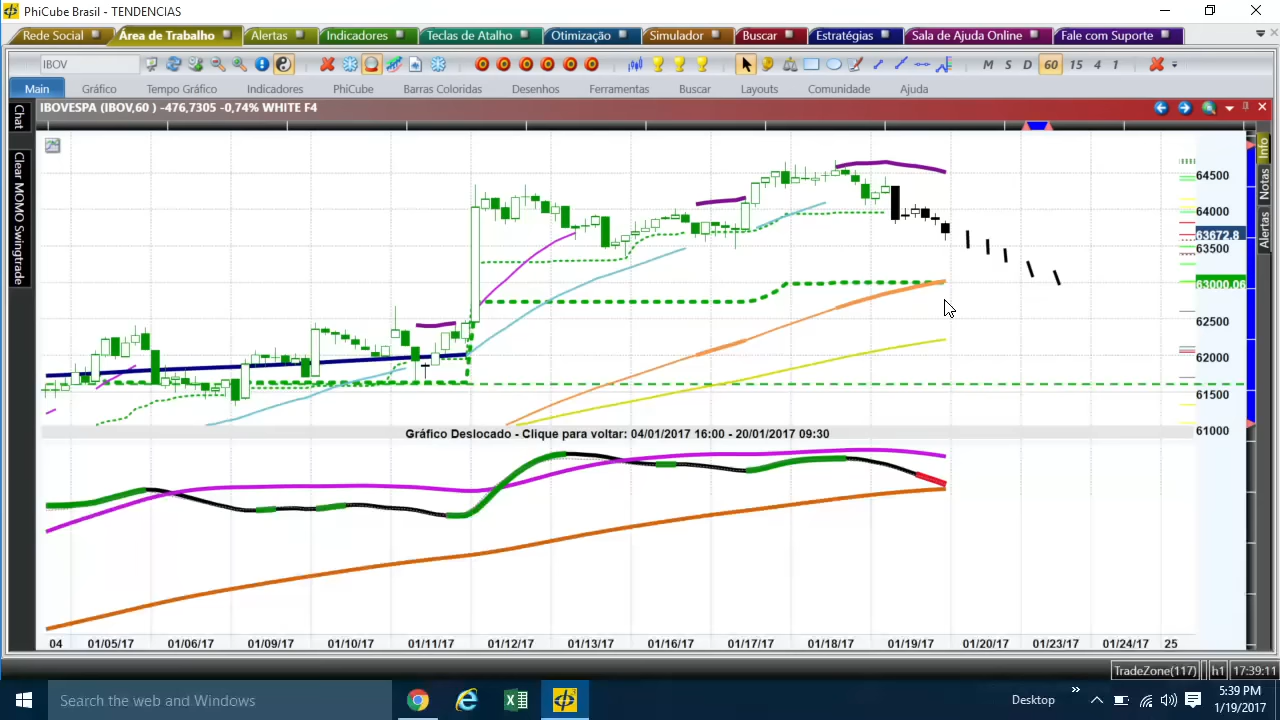 PhiCube Brasil - TENDENCIAS
Rede Social Área de Trabalho Alertas Indicadores Teclas de Atalho Otimização Simulador Buscar Estratégias Sala de Ajuda Online Fale com Suporte
IBOV M S D 60 15 4 1
Main Gráfico Tempo Gráfico Indicadores PhiCube Barras Coloridas Desenhos Ferramentas Buscar Layouts Comunidade Ajuda
IBOVESPA (IBOV,60 ) -476,7305 -0,74% WHITE F4
Chat
Clear MOMO Swingtrade
Info
Notas
Alertas
64500
64000
63672.8
63500
63000.06
62500
62000
61500
61000
Gráfico Deslocado - Clique para voltar: 04/01/2017 16:00 - 20/01/2017 09:30
04 01/05/17 01/06/17 01/09/17 01/10/17 01/11/17 01/12/17 01/13/17 01/16/17 01/17/17 01/18/17 01/19/17 01/20/17 01/23/17 01/24/17 25
TradeZone(117) h1 17:39:11
Search the web and Windows
Desktop
5:39 PM
1/19/2017